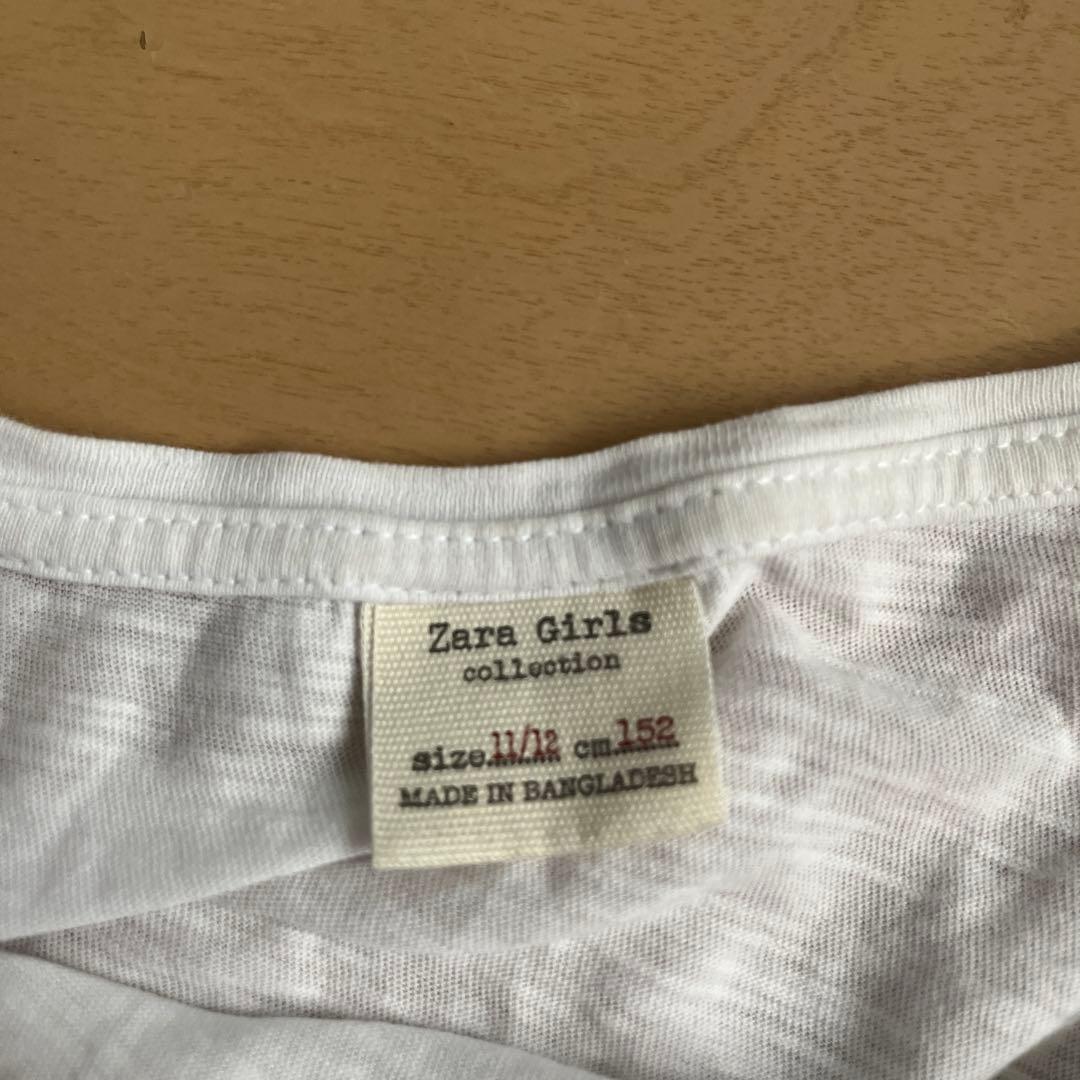 Zara Girls
collection
size 11/12 cm 152
MADE IN BANGLADESH